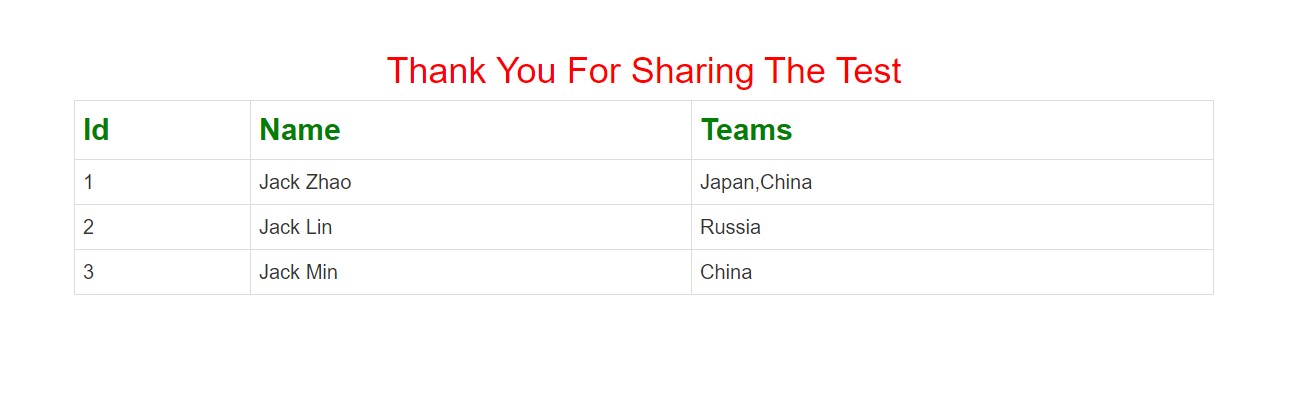 Thank You For Sharing The Test
Id Name Teams
1 Jack Zhao Japan,China
2 Jack Lin Russia
3 Jack Min China